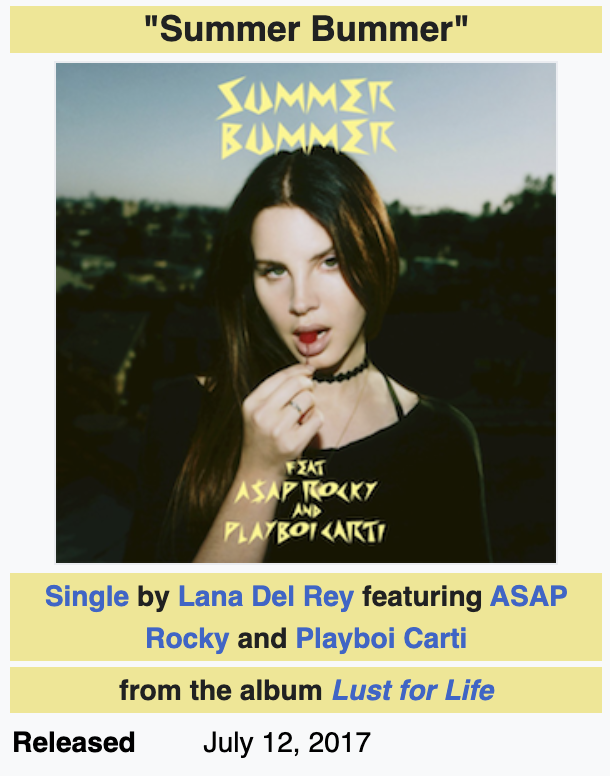 "Summer Bummer"
SUMMER
BUMMER
FEAT
A$AP ROCKY
AND
PLAYBOI CARTI
Single by Lana Del Rey featuring ASAP
Rocky and Playboi Carti
from the album Lust for Life
Released July 12, 2017